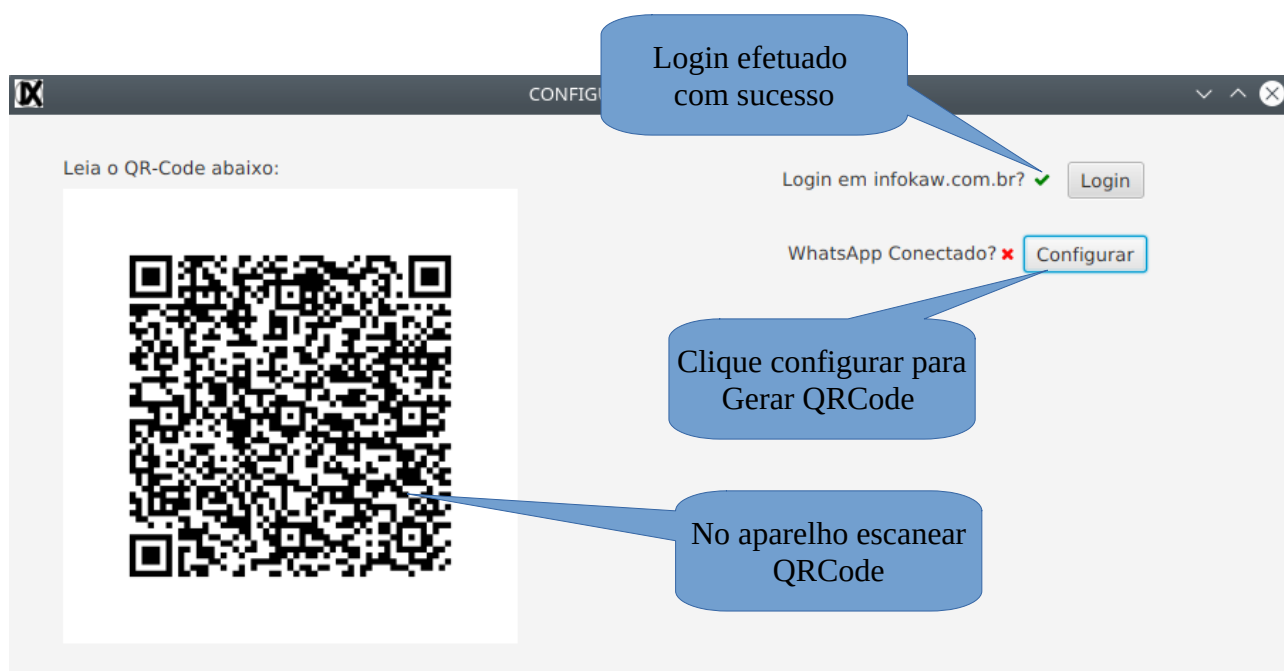 Login efetuado
com sucesso
Leia o QR-Code abaixo:
Login em infokaw.com.br?
Login
WhatsApp Conectado?
Configurar
Clique configurar para
Gerar QRCode
No aparelho escanear
QRCode